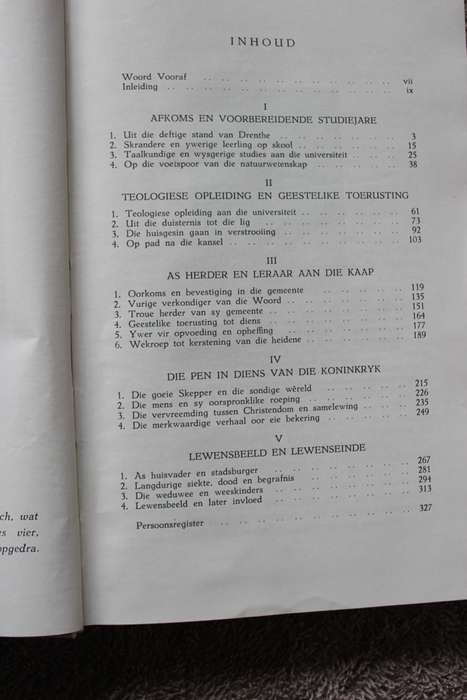 INHOUD
Woord Vooraf .. .. .. .. .. .. .. .. .. .. vii
Inleiding .. .. .. .. .. .. .. .. .. .. .. ix
I
AFKOMS EN VOORBEREIDENDE STUDIEJARE
1. Uit die deftige stand van Drenthe .. .. .. .. .. .. 3
2. Skrandere en ywerige leerling op skool .. .. .. .. .. 15
3. Taalkundige en wysgerige studies aan die universiteit .. .. .. 25
4. Op die voetspoor van die natuurwetenskap .. .. .. .. 38
II
TEOLOGIESE OPLEIDING EN GEESTELIKE TOERUSTING
1. Teologiese opleiding aan die universiteit .. .. .. .. .. 61
2. Uit die duisternis tot die lig .. .. .. .. .. .. 73
3. Die huisgesin gaan in verstrooiing .. .. .. .. .. 92
4. Op pad na die kansel .. .. .. .. .. .. .. 103
III
AS HERDER EN LERAAR AAN DIE KAAP
1. Oorkoms en bevestiging in die gemeente .. .. .. .. 119
2. Vurige verkondiger van die Woord .. .. .. .. .. 135
3. Troue herder van sy gemeente .. .. .. .. .. .. 151
4. Geestelike toerusting tot diens .. .. .. .. .. .. 164
5. Ywer vir opvoeding en opheffing .. .. .. .. .. 177
6. Wekroep tot kerstening van die heidene .. .. .. .. 189
IV
DIE PEN IN DIENS VAN DIE KONINKRYK
1. Die goeie Skepper en die sondige wêreld .. .. .. .. 215
2. Die mens en sy oorspronklike roeping .. .. .. .. 226
3. Die vervreemding tussen Christendom en samelewing .. .. .. 235
4. Die merkwaardige verhaal oor eie bekering .. .. .. .. 249
V
LEWENSBEELD EN LEWENSEINDE
1. As huisvader en stadsburger .. .. .. .. .. .. 267
2. Langdurige siekte, dood en begrafnis .. .. .. .. .. 281
3. Die weduwee en weeskinders .. .. .. .. .. .. 294
4. Lewensbeeld en later invloed .. .. .. .. .. .. 313
Persoonsregister .. .. .. .. .. .. .. .. 327
ch, wat
s vier,
opgedra.